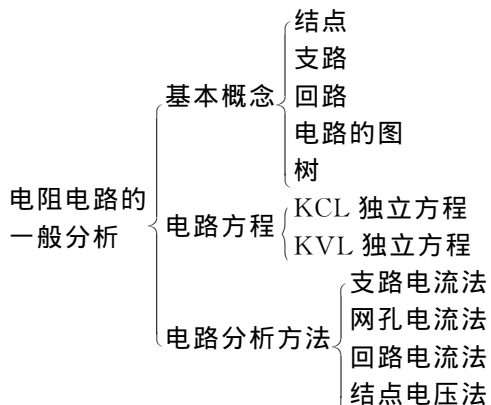 电阻电路的
一般分析
基本概念
结点
支路
回路
电路的图
树
电路方程
KCL 独立方程
KVL 独立方程
电路分析方法
支路电流法
网孔电流法
回路电流法
结点电压法